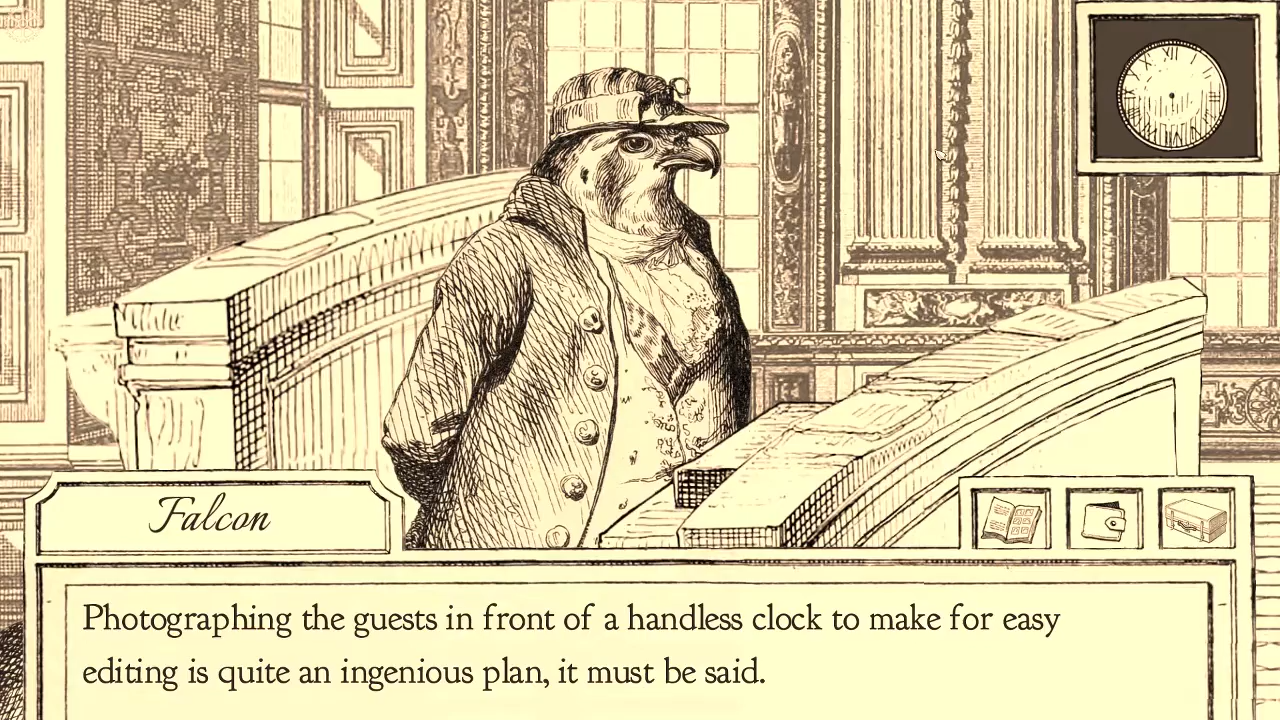 XII
Falcon
Photographing the guests in front of a handless clock to make for easy
editing is quite an ingenious plan, it must be said.